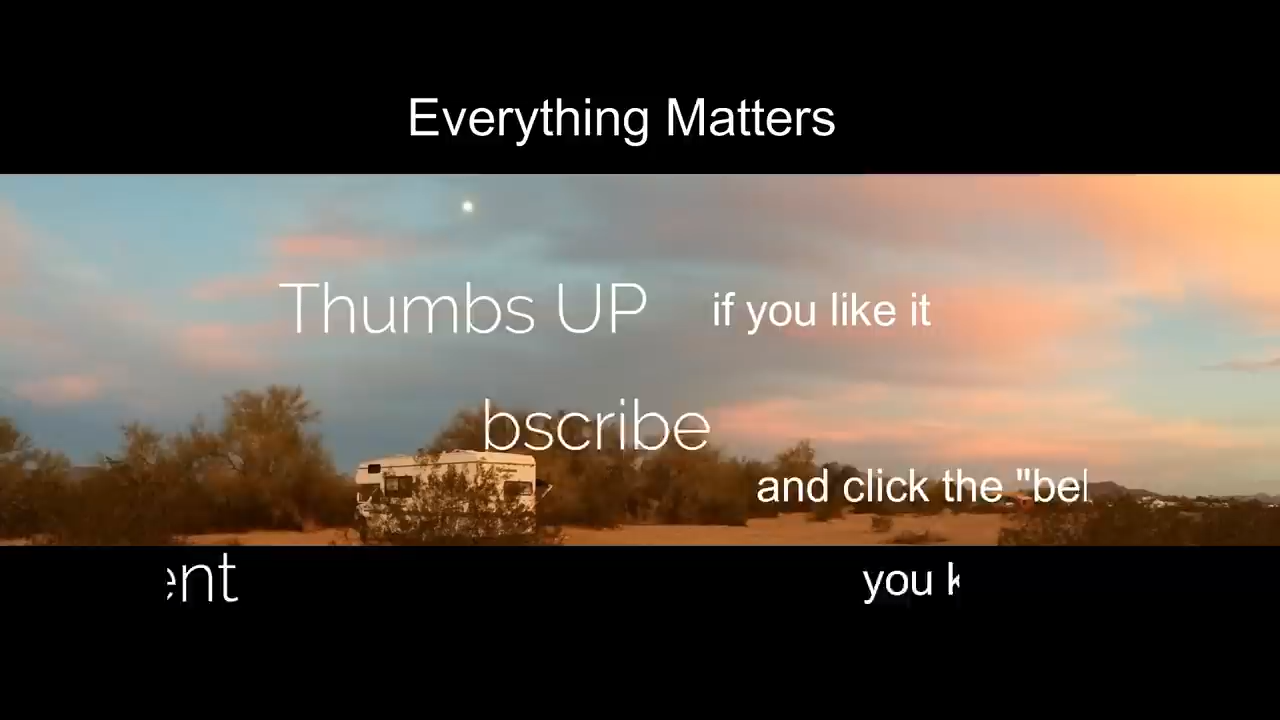 Everything Matters
Thumbs UP if you like it
bscribe
and click the "bel
ent you k